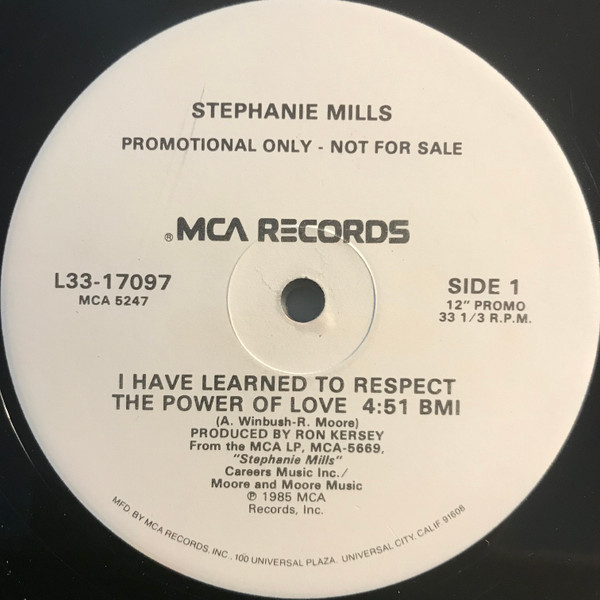 STEPHANIE MILLS
PROMOTIONAL ONLY - NOT FOR SALE
® MCA RECORDS
L33-17097
MCA 5247
SIDE 1
12" PROMO
33 1/3 R.P.M.
I HAVE LEARNED TO RESPECT
THE POWER OF LOVE 4:51 BMI
(A. Winbush-R. Moore)
PRODUCED BY RON KERSEY
From the MCA LP, MCA-5669,
"Stephanie Mills"
Careers Music Inc./
Moore and Moore Music
℗ 1985 MCA
Records, Inc.
MFD. BY MCA RECORDS, INC., 100 UNIVERSAL PLAZA, UNIVERSAL CITY, CALIF 91608